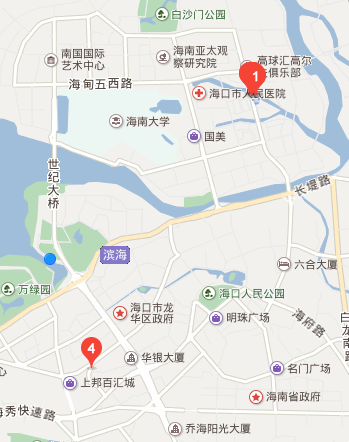 白沙门公园
南国国际
艺术中心
海南亚太观
察研究院
高球汇高尔
俱乐部
1
海甸五西路
海口市人民医院
海南大学
国美
世纪大桥
长堤路
滨海
六合大厦
万绿园
海口人民公园
海口市龙
华区政府
明珠广场
海府路
4
华银大厦
上邦百汇城
名门广场
白龙
南路
海秀快速路
海南省政府
乔海阳光大厦